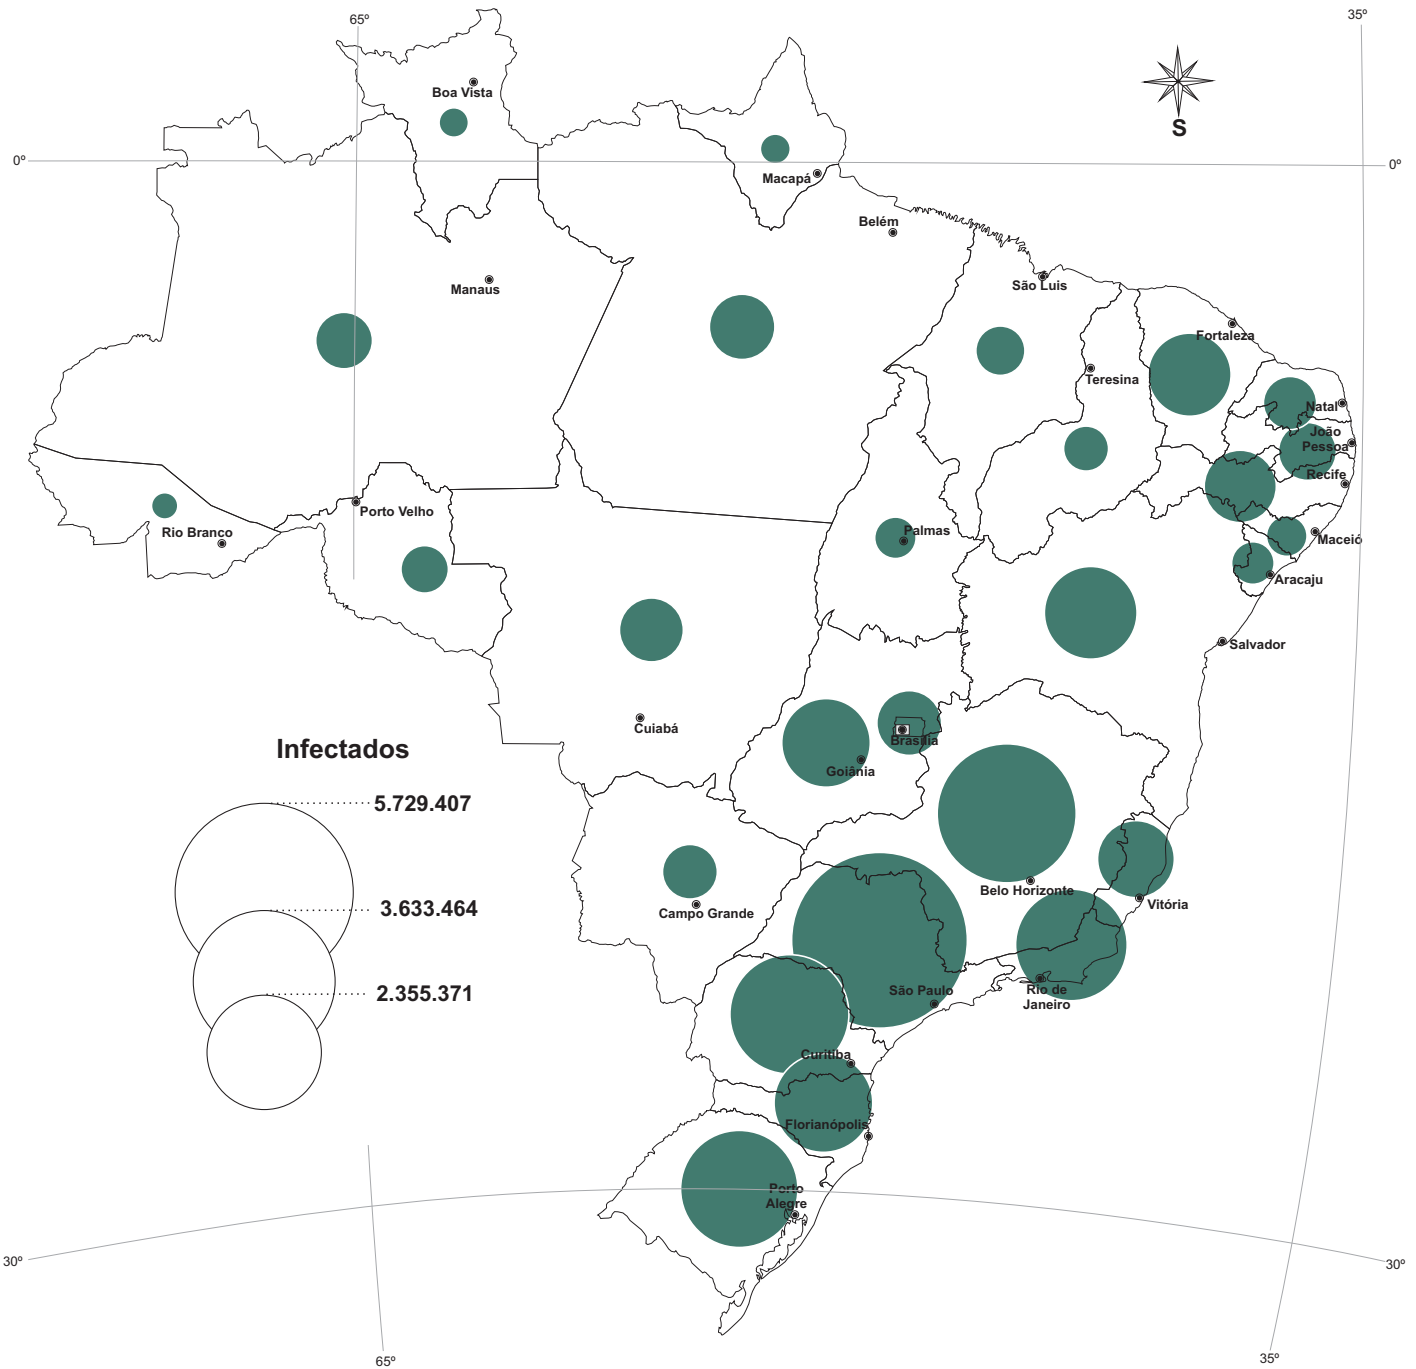 65º
35º
Boa Vista
S
0º
0º
Macapá
Belém
São Luis
Manaus
Fortaleza
Teresina
Natal
João
Pessoa
Recife
Porto Velho
Rio Branco
Palmas
Maceió
Aracaju
Salvador
Cuiabá
Brasília
Goiânia
Infectados
5.729.407
3.633.464
2.355.371
Belo Horizonte
Vitória
Campo Grande
São Paulo
Rio de
Janeiro
Curitiba
Florianópolis
Porto
Alegre
30º
30º
65º
35º